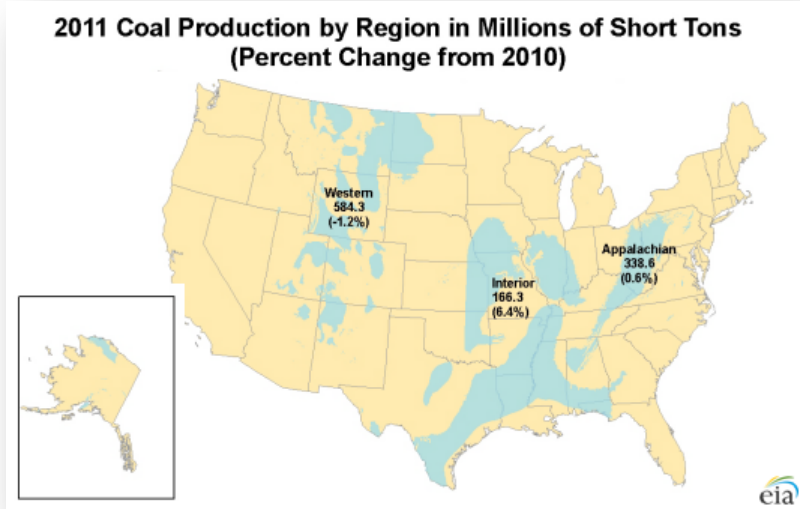 2011 Coal Production by Region in Millions of Short Tons
(Percent Change from 2010)
Western
584.3
(-1.2%)
Appalachian
338.6
(0.6%)
Interior
166.3
(6.4%)
eia